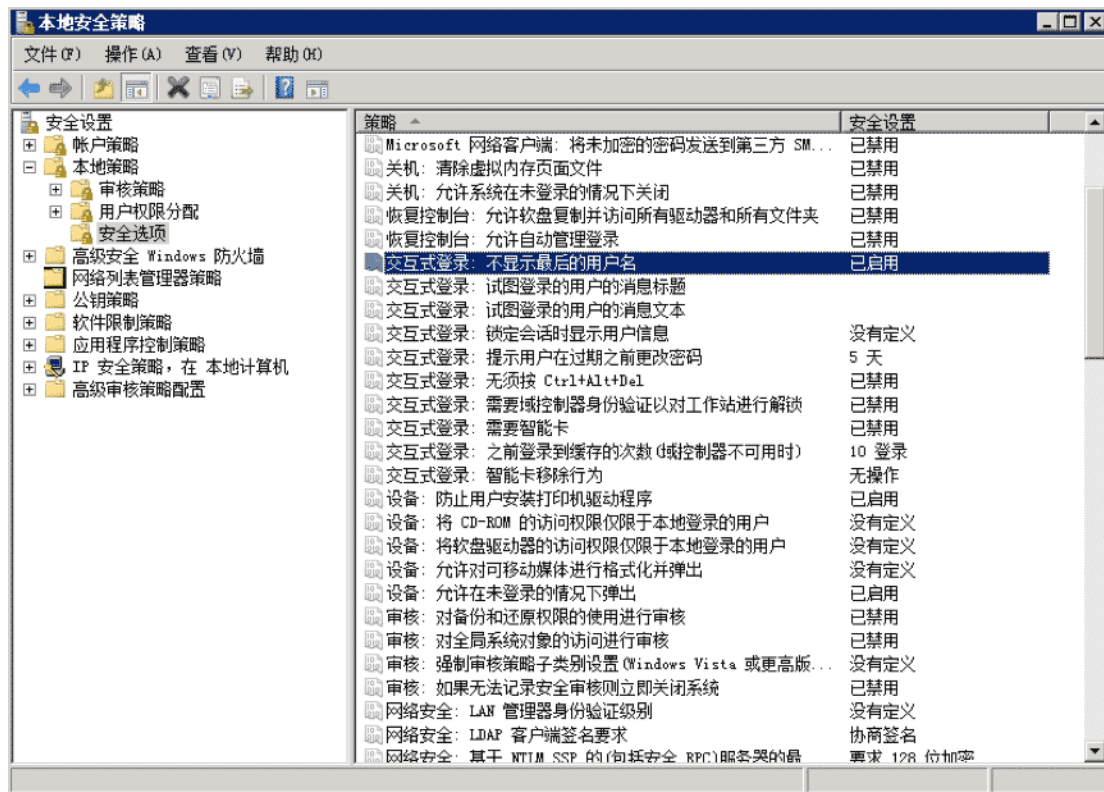 本地安全策略
文件(F) 操作(A) 查看(V) 帮助(H)
安全设置
帐户策略
本地策略
审核策略
用户权限分配
安全选项
高级安全 Windows 防火墙
网络列表管理器策略
公钥策略
软件限制策略
应用程序控制策略
IP 安全策略，在 本地计算机
高级审核策略配置
策略 安全设置
Microsoft 网络客户端: 将未加密的密码发送到第三方 SM... 已禁用
关机: 清除虚拟内存页面文件 已禁用
关机: 允许系统在未登录的情况下关闭 已禁用
恢复控制台: 允许软盘复制并访问所有驱动器和所有文件夹 已禁用
恢复控制台: 允许自动管理登录 已禁用
交互式登录: 不显示最后的用户名 已启用
交互式登录: 试图登录的用户的消息标题
交互式登录: 试图登录的用户的消息文本
交互式登录: 锁定会话时显示用户信息 没有定义
交互式登录: 提示用户在过期之前更改密码 5 天
交互式登录: 无须按 Ctrl+Alt+Del 已禁用
交互式登录: 需要域控制器身份验证以对工作站进行解锁 已禁用
交互式登录: 需要智能卡 已禁用
交互式登录: 之前登录到缓存的次数(域控制器不可用时) 10 登录
交互式登录: 智能卡移除行为 无操作
设备: 防止用户安装打印机驱动程序 已启用
设备: 将 CD-ROM 的访问权限仅限于本地登录的用户 没有定义
设备: 将软盘驱动器的访问权限仅限于本地登录的用户 没有定义
设备: 允许对可移动媒体进行格式化并弹出 没有定义
设备: 允许在未登录的情况下弹出 已启用
审核: 对备份和还原权限的使用进行审核 已禁用
审核: 对全局系统对象的访问进行审核 已禁用
审核: 强制审核策略子类别设置(Windows Vista 或更高版... 没有定义
审核: 如果无法记录安全审核则立即关闭系统 已禁用
网络安全: LAN 管理器身份验证级别 没有定义
网络安全: LDAP 客户端签名要求 协商签名
网络安全: 基于 NTLM SSP 的(包括安全 RPC)服务器的最 要求 128 位加密